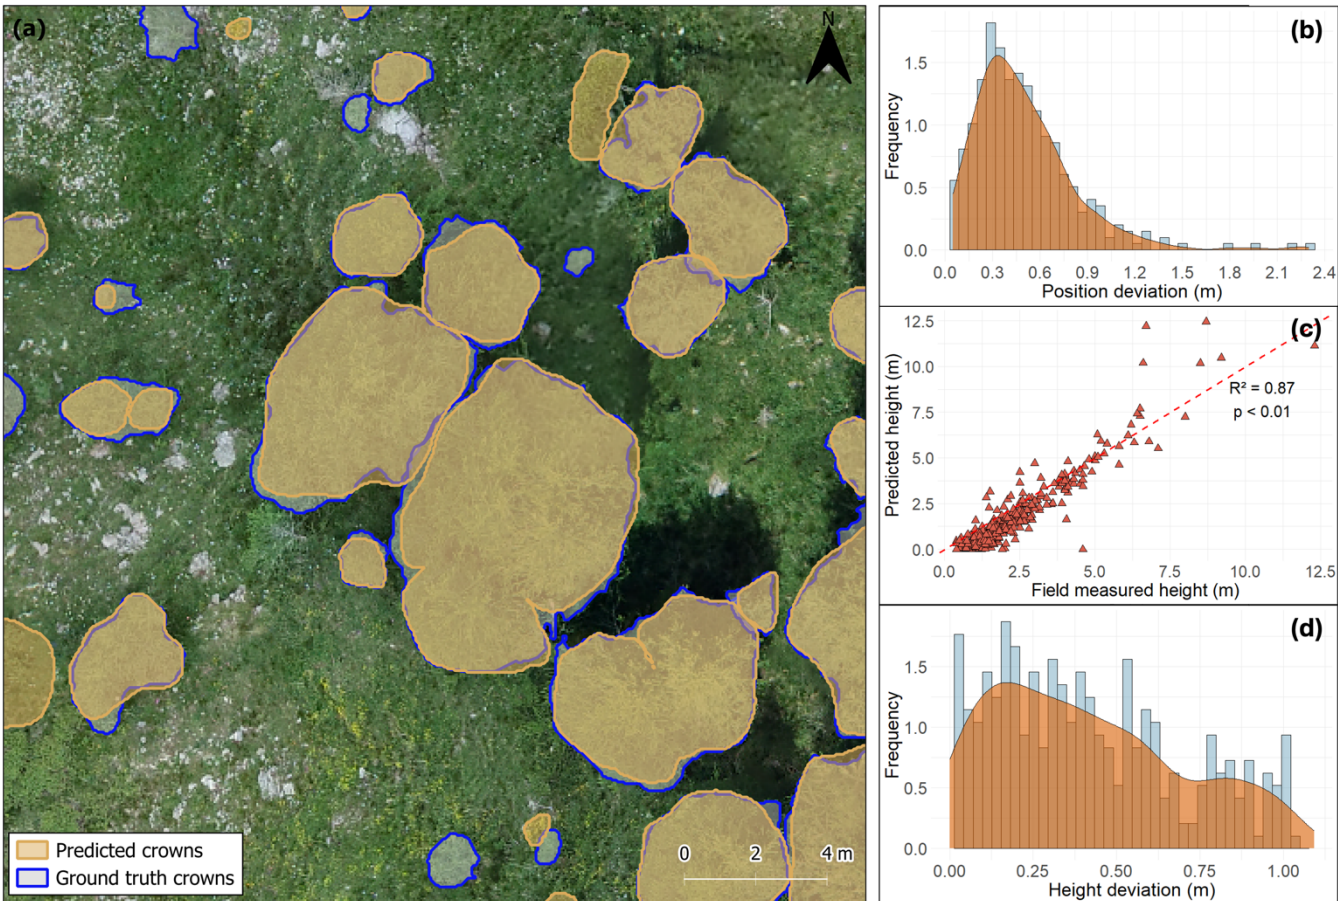 (a)
N
Predicted crowns
Ground truth crowns
0 2 4 m
(b)
Frequency
1.5
1.0
0.5
0.0
0.0 0.3 0.6 0.9 1.2 1.5 1.8 2.1 2.4
Position deviation (m)
(c)
Predicted height (m)
12.5
10.0
7.5
5.0
2.5
0.0
R² = 0.87
p < 0.01
0.0 2.5 5.0 7.5 10.0 12.5
Field measured height (m)
(d)
Frequency
1.5
1.0
0.5
0.0
0.00 0.25 0.50 0.75 1.00
Height deviation (m)